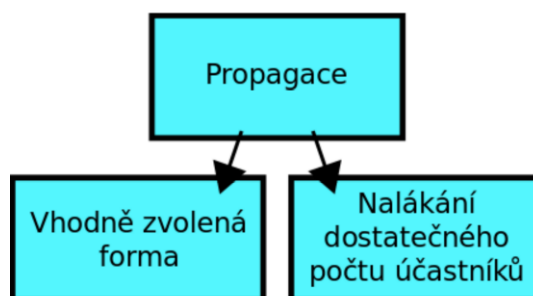 Propagace
Vhodně zvolená
forma
Nalákání
dostatečného
počtu účastníků